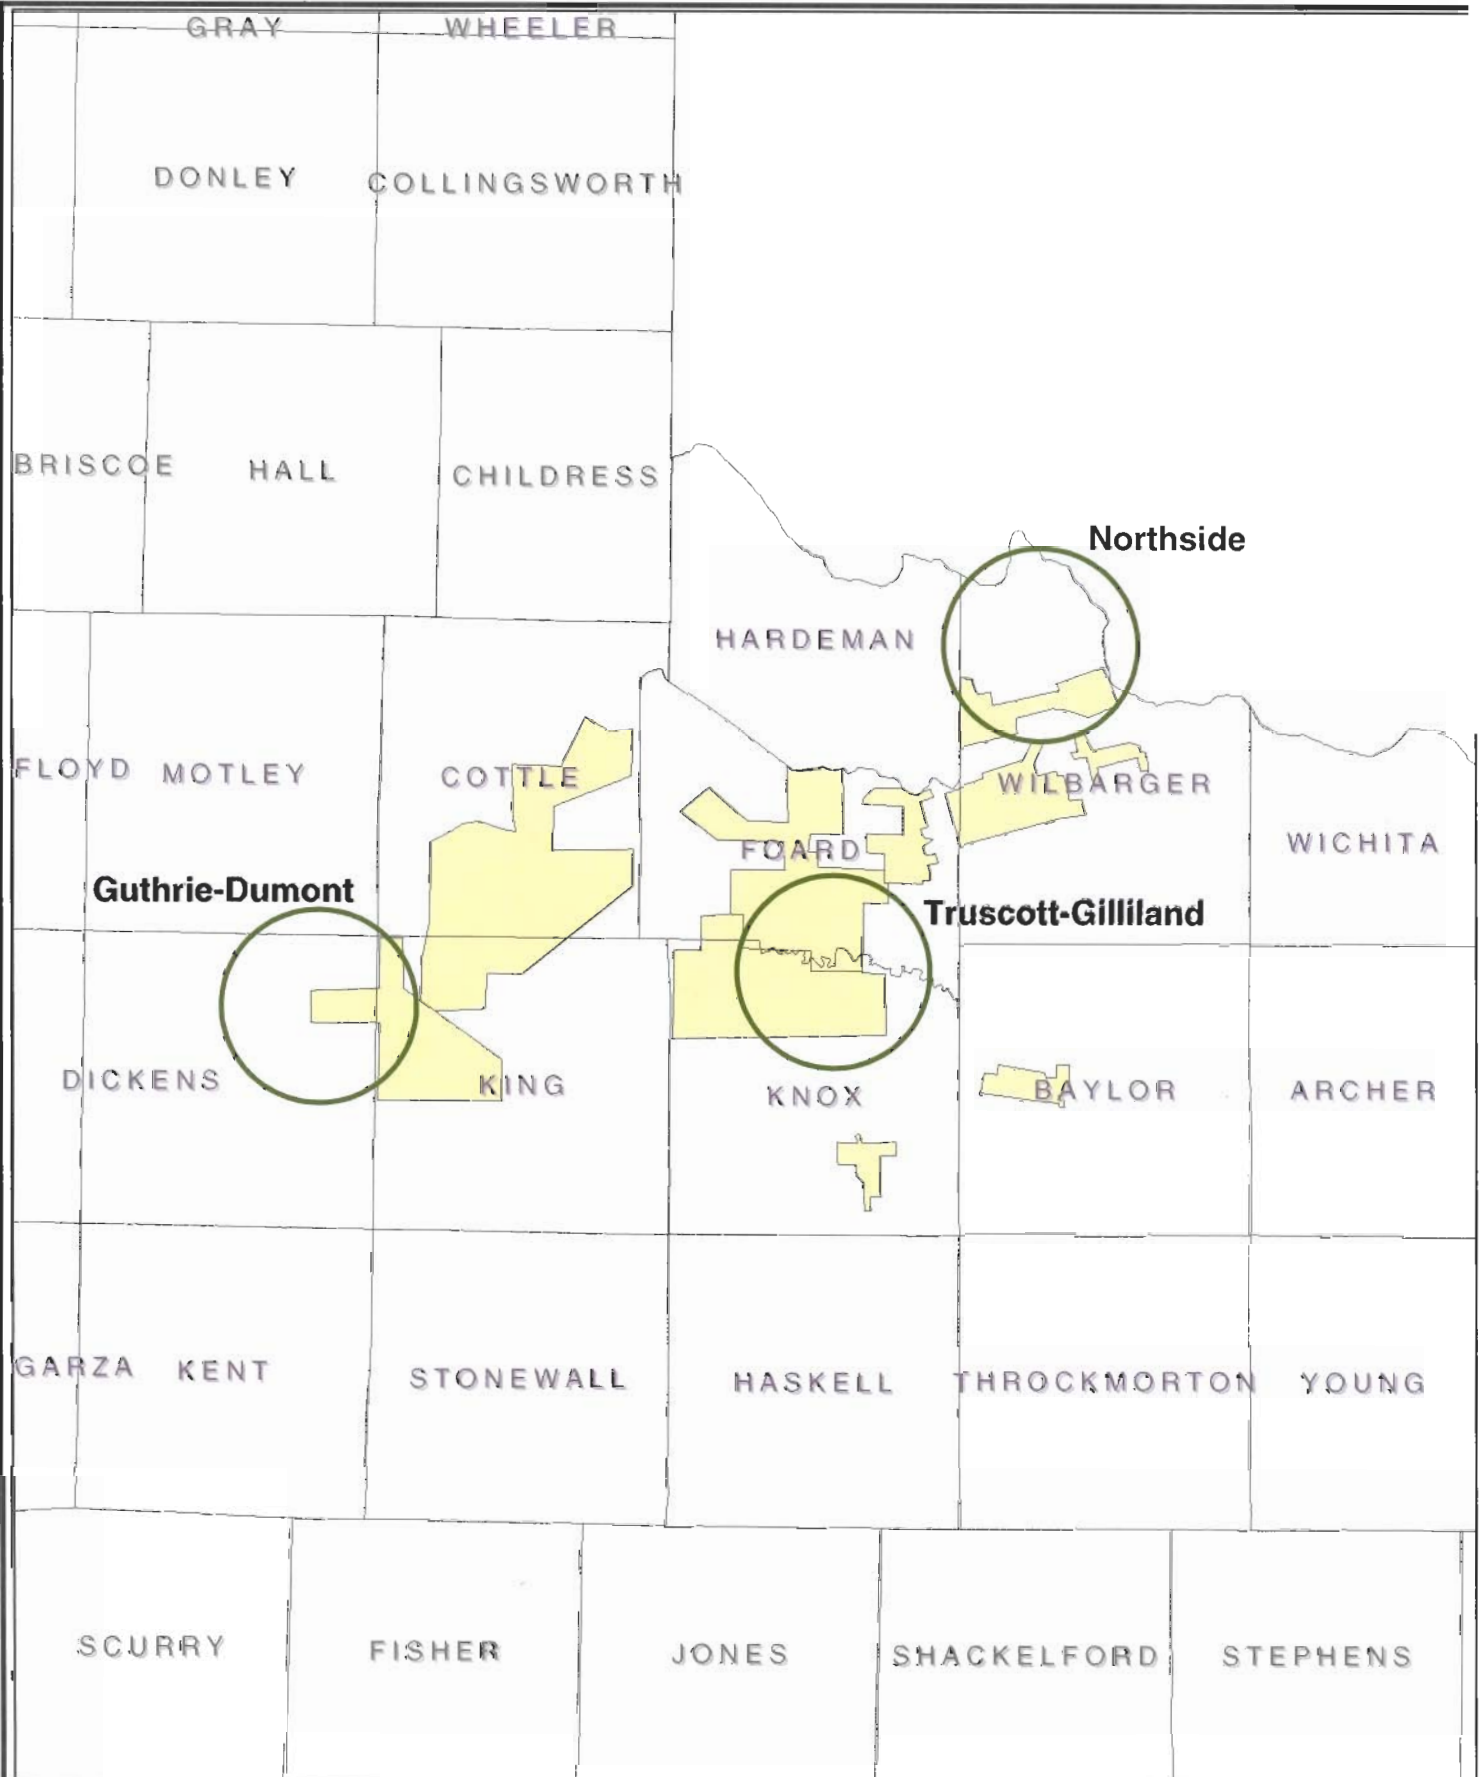 GRAY WHEELER
DONLEY COLLINGSWORTH
BRISCOE HALL CHILDRESS
Northside
HARDEMAN
FLOYD MOTLEY COTTLE WILBARGER
FOARD WICHITA
Guthrie-Dumont
Truscott-Gilliland
DICKENS KING KNOX BAYLOR ARCHER
GARZA KENT STONEWALL HASKELL THROCKMORTON YOUNG
SCURRY FISHER JONES SHACKELFORD STEPHENS